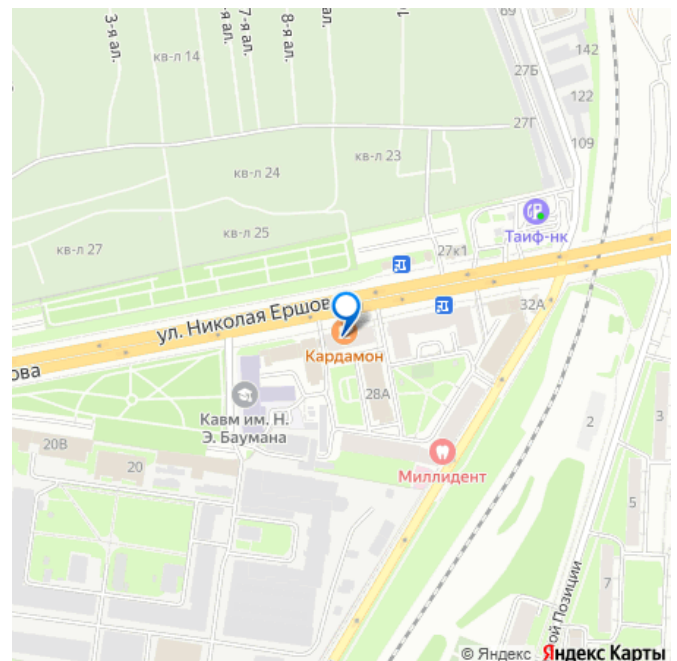 69
3-я ал.
7-я ал.
8-я ал.
кв-л 14
142
27Б
122
27Г
109
кв-л 23
кв-л 24
кв-л 25
кв-л 27
Таиф-нк
27к1
32А
ул. Николая Ершова
ова
Кардамон
28А
Кавм им. Н.
Э. Баумана
20В
20
Миллидент
2
3
5
7
ой Позиции
© Яндекс Яндекс Карты